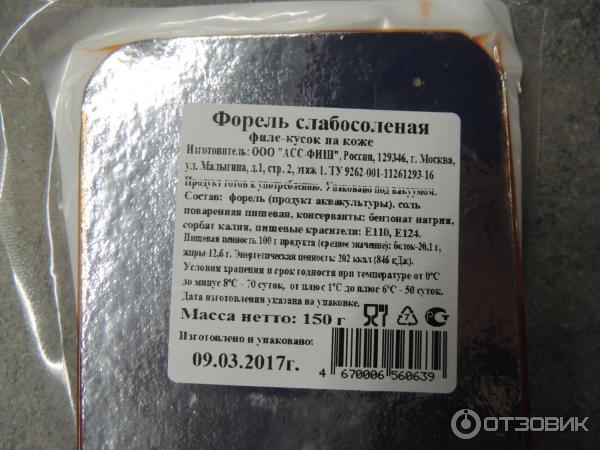 Форель слабосоленая
филе-кусок на коже
Изготовитель: ООО "АСС-ФИШ", Россия, 129346, г. Москва,
ул. Малыгина, д.1, стр. 2, этаж 1. ТУ 9262-001-11261293-16
Продукт готов к употреблению. Упаковано под вакуумом.
Состав: форель (продукт аквакультуры), соль
поваренная пищевая, консерванты: бензонат натрия,
сорбат калия, пищевые красители: Е110, Е124.
Пищевая ценность 100 г продукта (среднее значение): белок-20.1 г,
жиры-12,6 г. Энергетическая ценность: 202 ккал (846 кДж).
Условия хранения и срок годности при температуре от 0°С
до минус 8°С - 70 суток, от плюс 1°С до плюс 6°С - 50 суток.
Дата изготовления указана на упаковке.
Масса нетто: 150 г
7
Изготовлено и упаковано:
09.03.2017г.
4 670006 560639
ОТЗОВИК